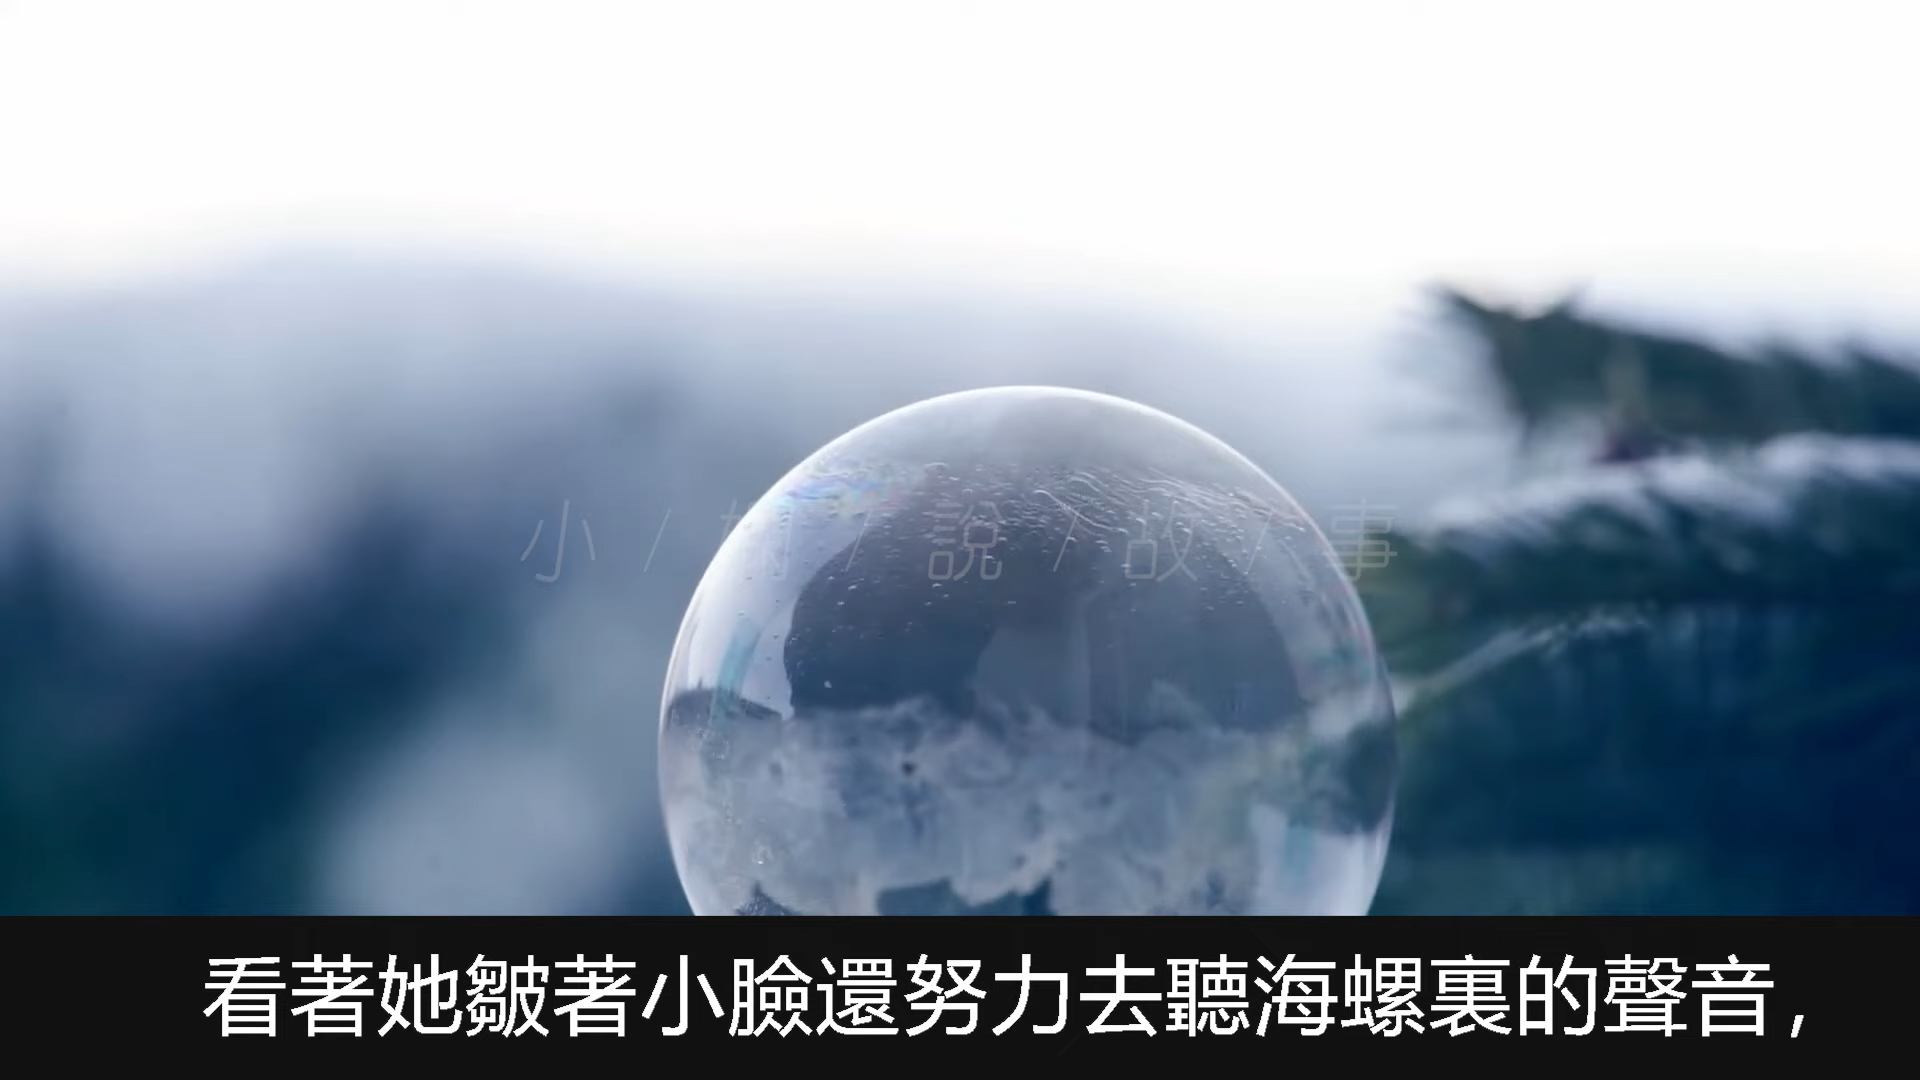 小 / 柿 / 說 / 故 / 事
看著她皺著小臉還努力去聽海螺裏的聲音,